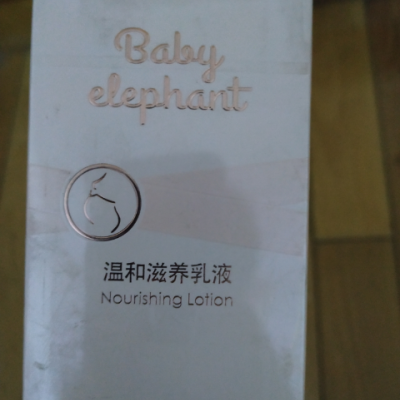 Baby
elephant
温和滋养乳液
Nourishing Lotion